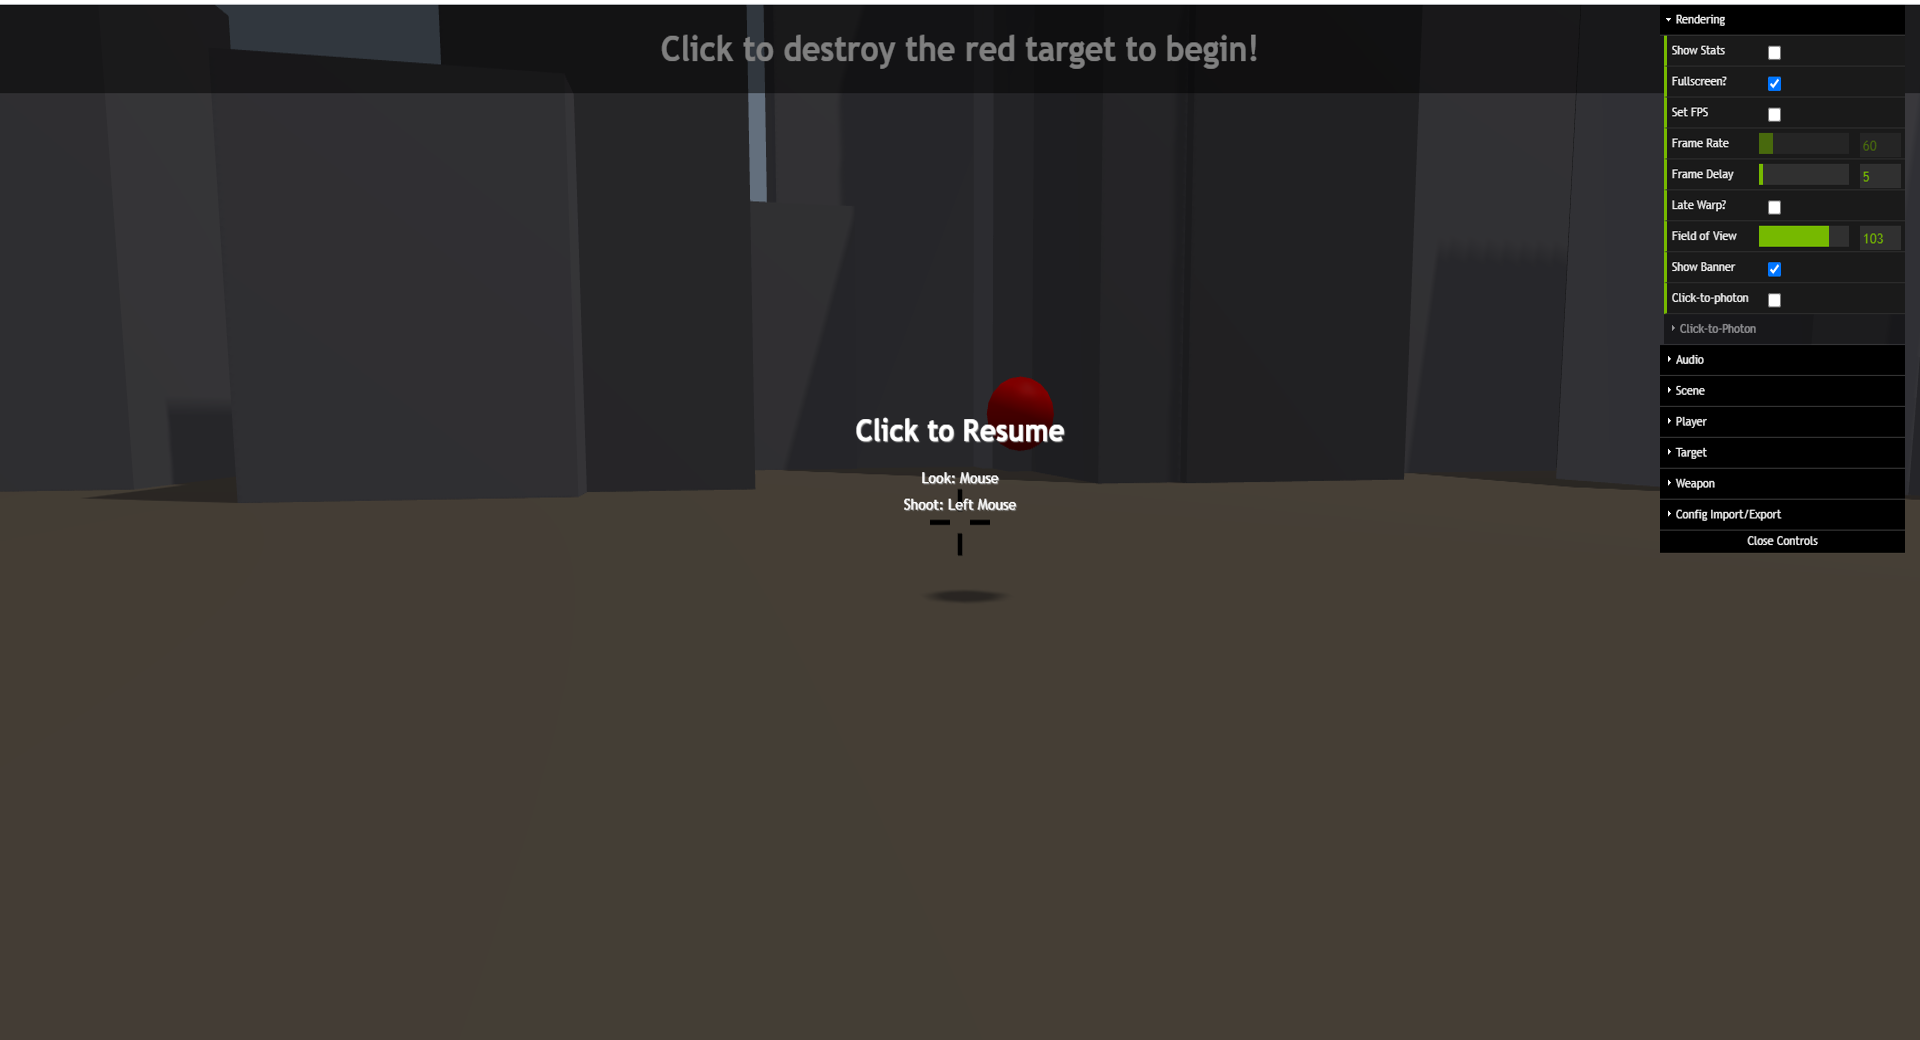 Click to destroy the red target to begin!
Click to Resume
Look: Mouse
Shoot: Left Mouse
Rendering
Show Stats
Fullscreen?
Set FPS
Frame Rate 60
Frame Delay 5
Late Warp?
Field of View 103
Show Banner
Click-to-photon
Click-to-Photon
Audio
Scene
Player
Target
Weapon
Config Import/Export
Close Controls